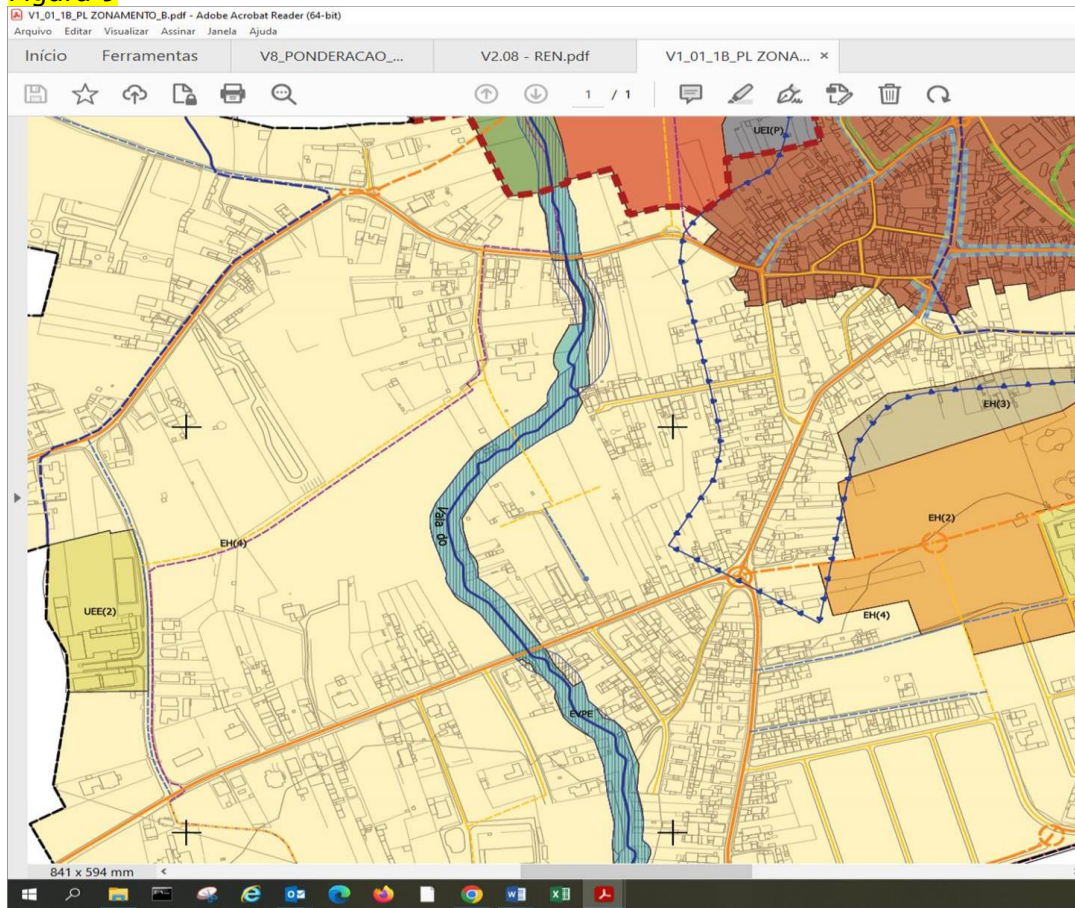 V1_01_1B_PL ZONAMENTO_B.pdf - Adobe Acrobat Reader (64-bit)
Arquivo Editar Visualizar Assinar Janela Ajuda
Início Ferramentas V8_PONDERACAO_... V2.08 - REN.pdf V1_01_1B_PL ZONA... ×
1 / 1
UEI(P)
EH(3)
Vala do
EH(2)
EH(4)
UEE(2)
EH(4)
EVPE
841 x 594 mm